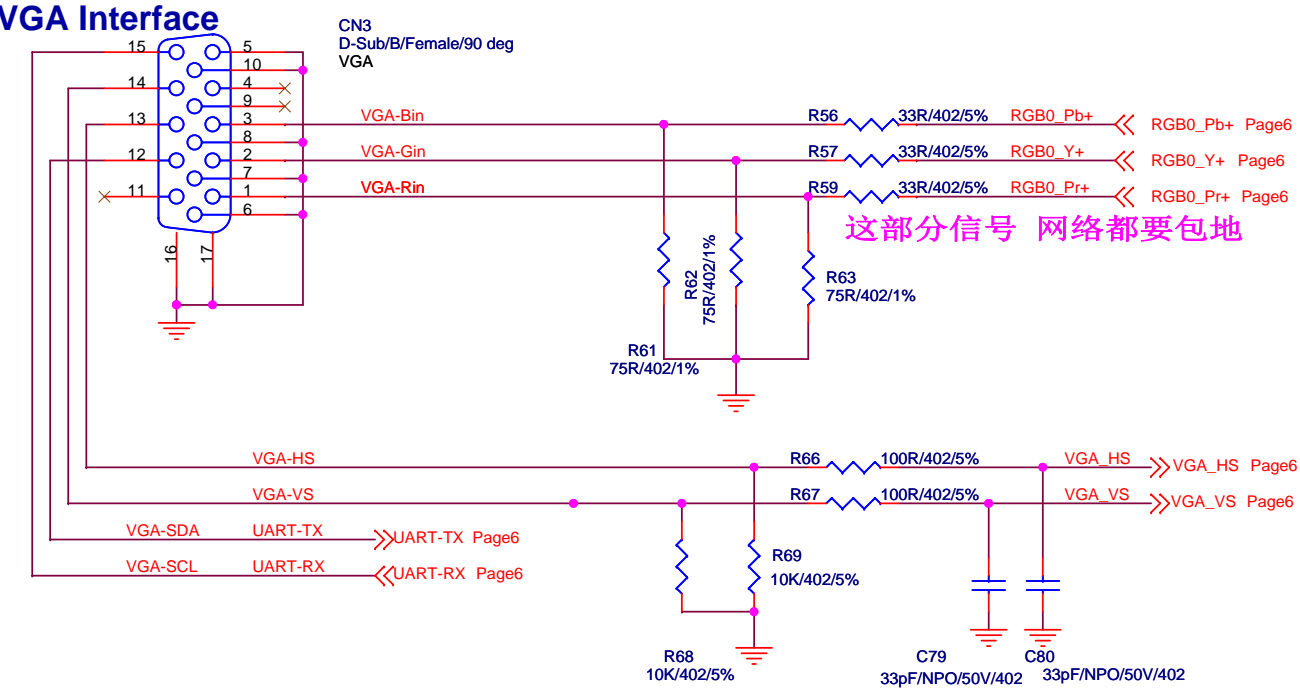 VGA Interface
CN3
D-Sub/B/Female/90 deg
VGA
15
5
10
14
4
9
13
3
VGA-Bin
R56
33R/402/5%
RGB0_Pb+
RGB0_Pb+ Page6
8
12
2
VGA-Gin
R57
33R/402/5%
RGB0_Y+
RGB0_Y+ Page6
7
11
1
VGA-Rin
R59
33R/402/5%
RGB0_Pr+
RGB0_Pr+ Page6
6
这部分信号 网络都要包地
16
17
R62
75R/402/1%
R63
75R/402/1%
R61
75R/402/1%
VGA-HS
R66
100R/402/5%
VGA_HS
VGA_HS Page6
VGA-VS
R67
100R/402/5%
VGA_VS
VGA_VS Page6
VGA-SDA
UART-TX
UART-TX Page6
VGA-SCL
UART-RX
UART-RX Page6
R69
10K/402/5%
R68
10K/402/5%
C79
33pF/NPO/50V/402
C80
33pF/NPO/50V/402